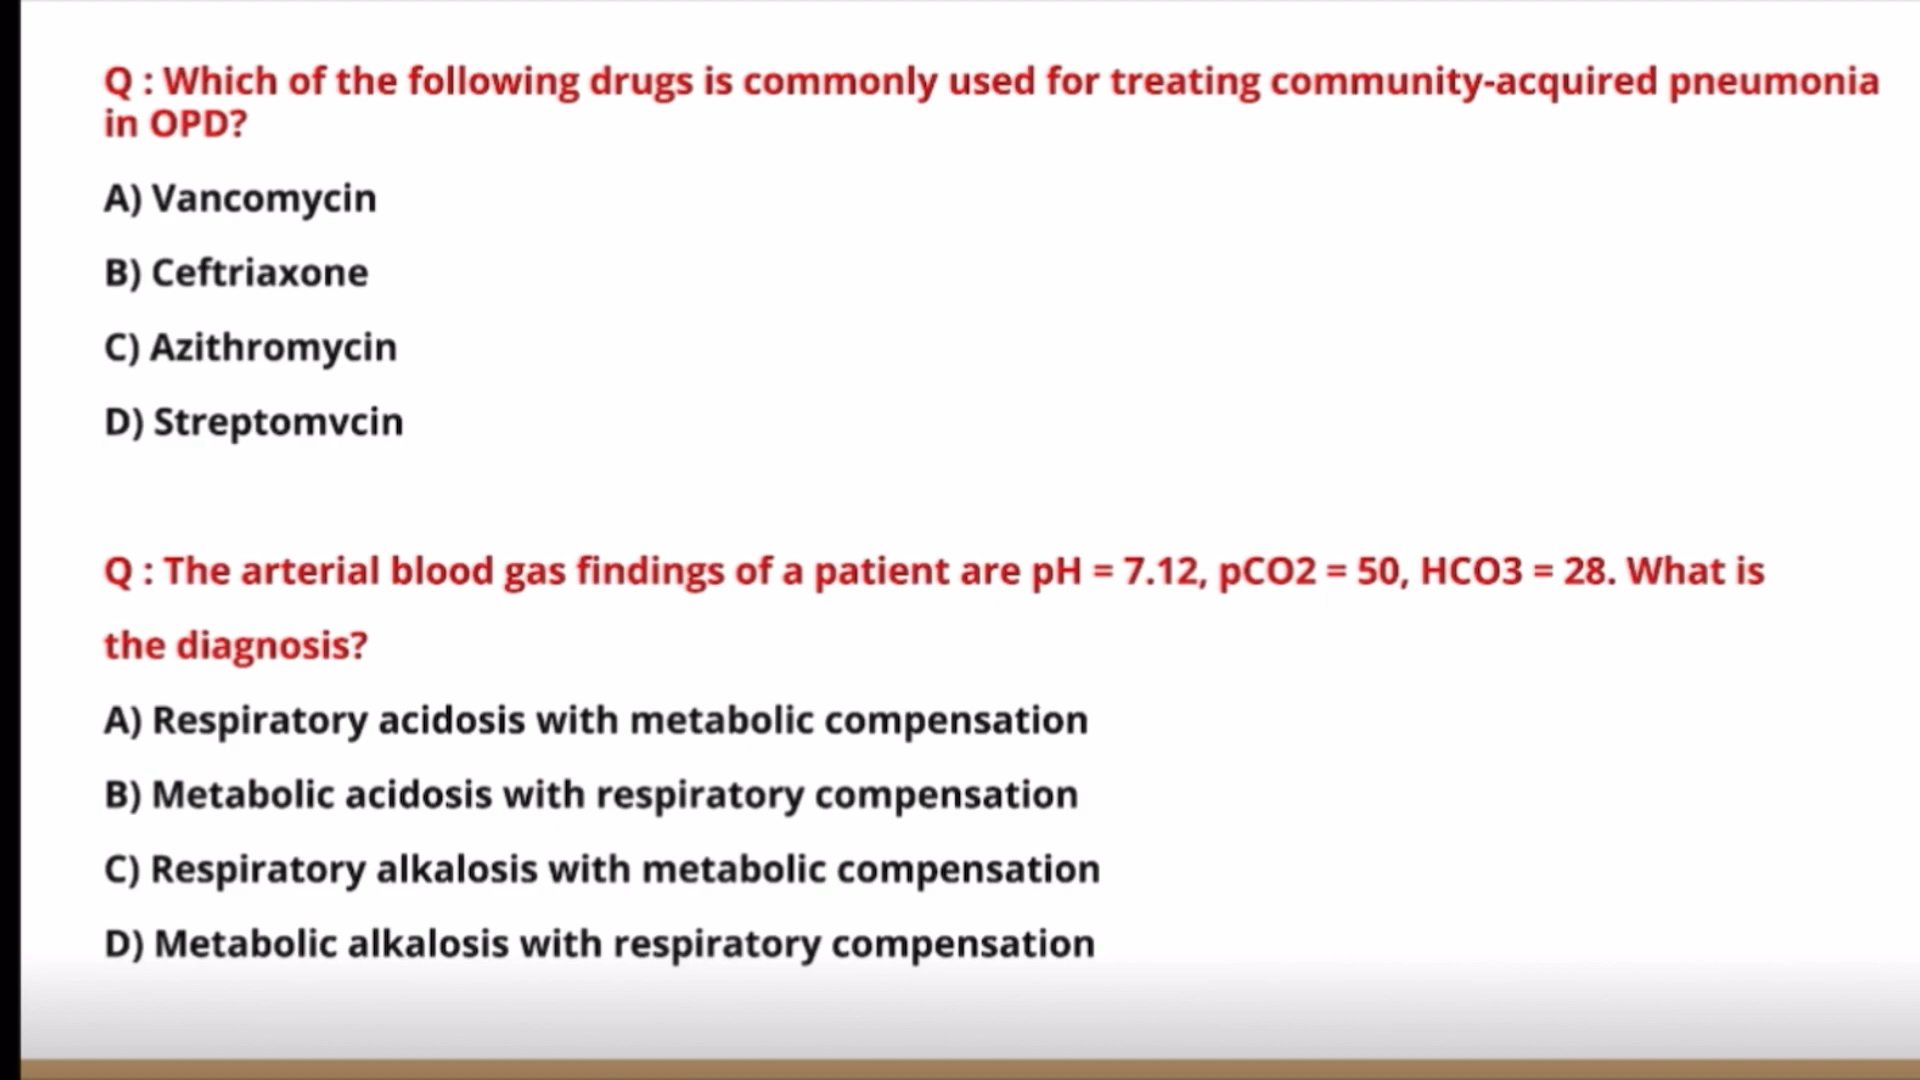 Q : Which of the following drugs is commonly used for treating community-acquired pneumonia
in OPD?
A) Vancomycin
B) Ceftriaxone
C) Azithromycin
D) Streptomvcin
Q : The arterial blood gas findings of a patient are pH = 7.12, pCO2 = 50, HCO3 = 28. What is
the diagnosis?
A) Respiratory acidosis with metabolic compensation
B) Metabolic acidosis with respiratory compensation
C) Respiratory alkalosis with metabolic compensation
D) Metabolic alkalosis with respiratory compensation